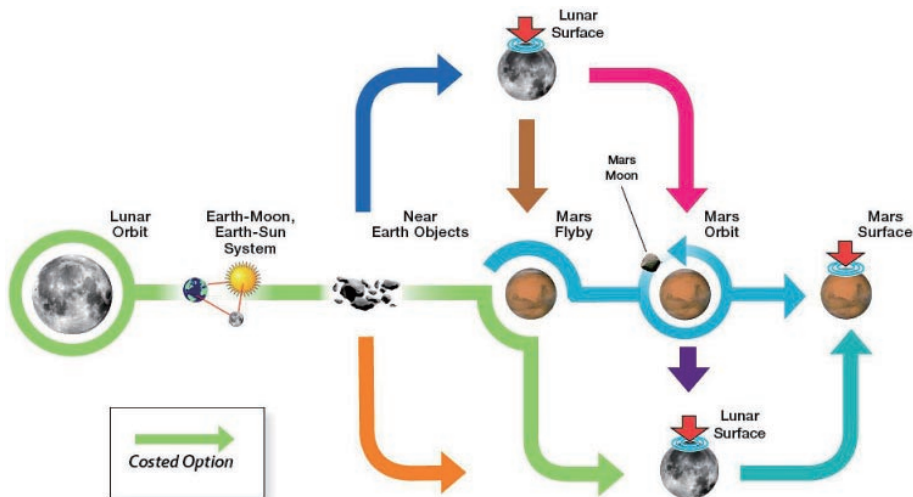 Lunar
Surface
Mars
Moon
Lunar
Orbit
Earth-Moon,
Earth-Sun
System
Near
Earth Objects
Mars
Flyby
Mars
Orbit
Mars
Surface
Lunar
Surface
Costed Option